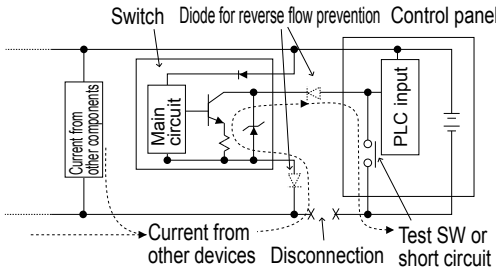 Switch
Diode for reverse flow prevention
Control panel
Current from
other components
Main
circuit
PLC input
Current from
other devices
Disconnection
Test SW or
short circuit